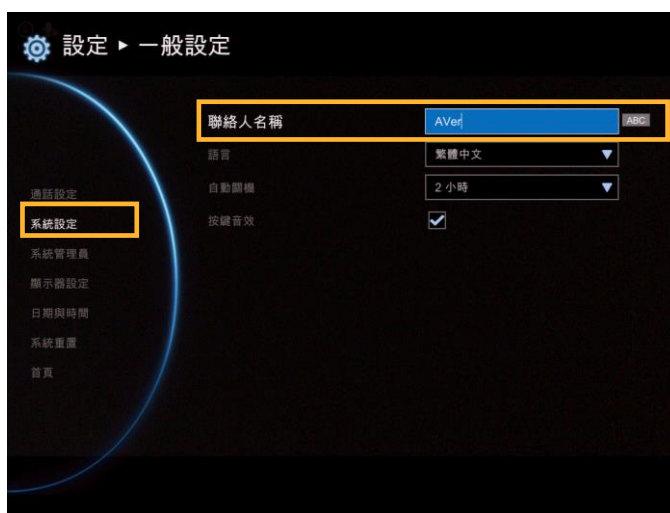 設定 ▸ 一般設定
聯絡人名稱 AVer ABC
語言 繁體中文
自動關機 2 小時
按鍵音效
通話設定
系統設定
系統管理員
顯示器設定
日期與時間
系統重置
首頁